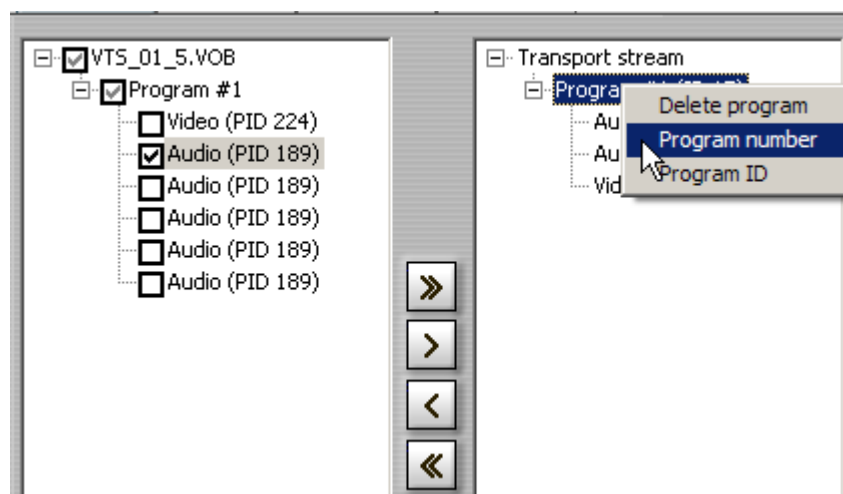 VTS_01_5.VOB
Program #1
Video (PID 224)
Audio (PID 189)
Audio (PID 189)
Audio (PID 189)
Audio (PID 189)
Audio (PID 189)
Transport stream
Delete program
Program number
Program ID